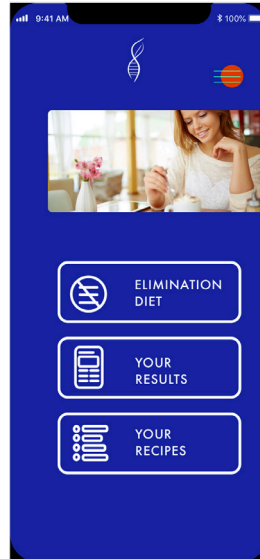 9:41 AM 100%
ELIMINATION
DIET
YOUR
RESULTS
YOUR
RECIPES